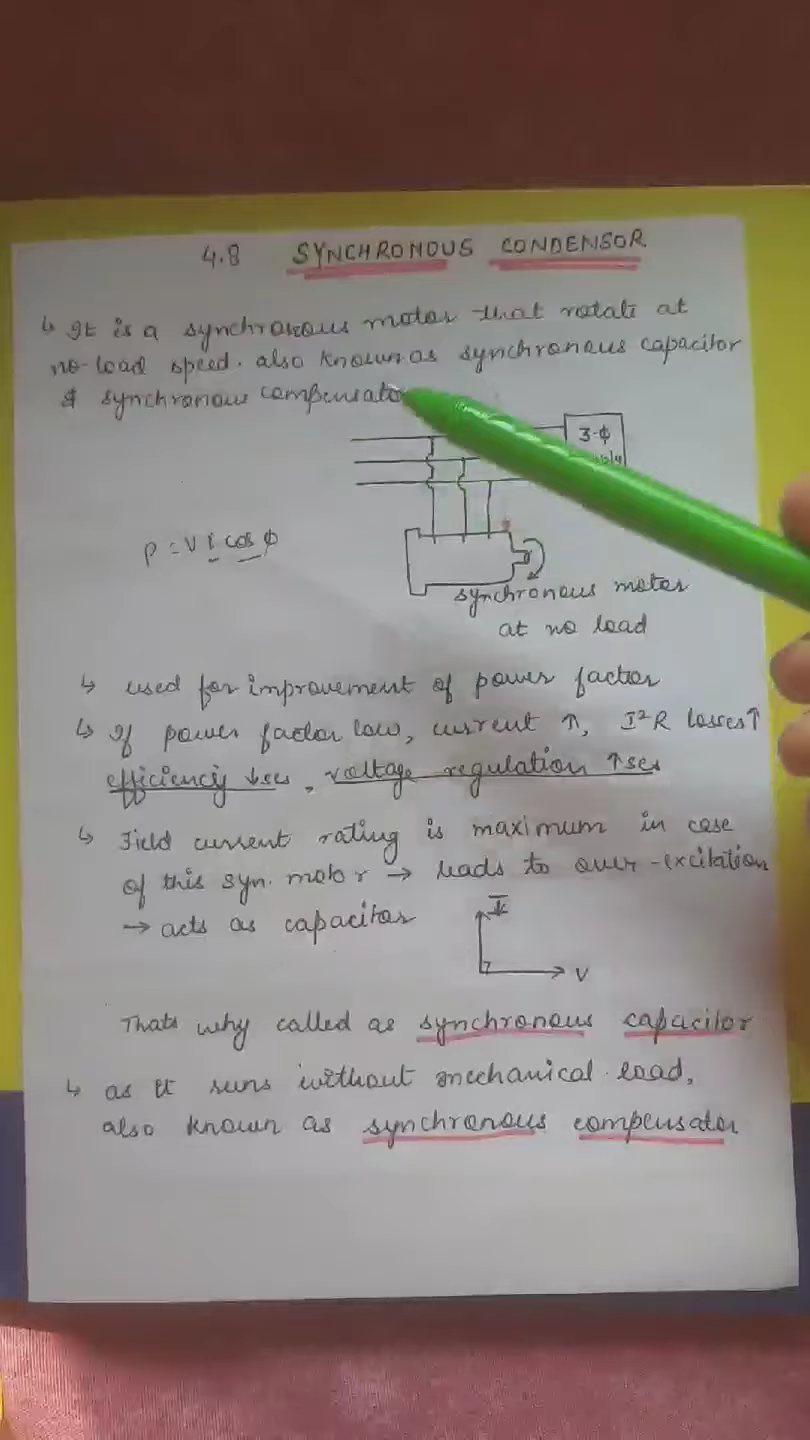 4.8 SYNCHRONOUS CONDENSOR
↳ It is a synchronous motor that rotate at
no-load speed. also known as synchronous capacitor
& synchronous compensator
3-ϕ
P = V I cos ϕ
synchronous motor
at no load
↳ used for improvement of power factor
↳ If power factor low, current ↑, I²R losses↑
efficiency ↓ses, voltage regulation ↑ses
↳ Field current rating is maximum in case
of this syn. motor → leads to over-excitation
→ acts as capacitor
V
Thats why called as synchronous capacitor
↳ as it runs without mechanical load,
also known as synchronous compensator